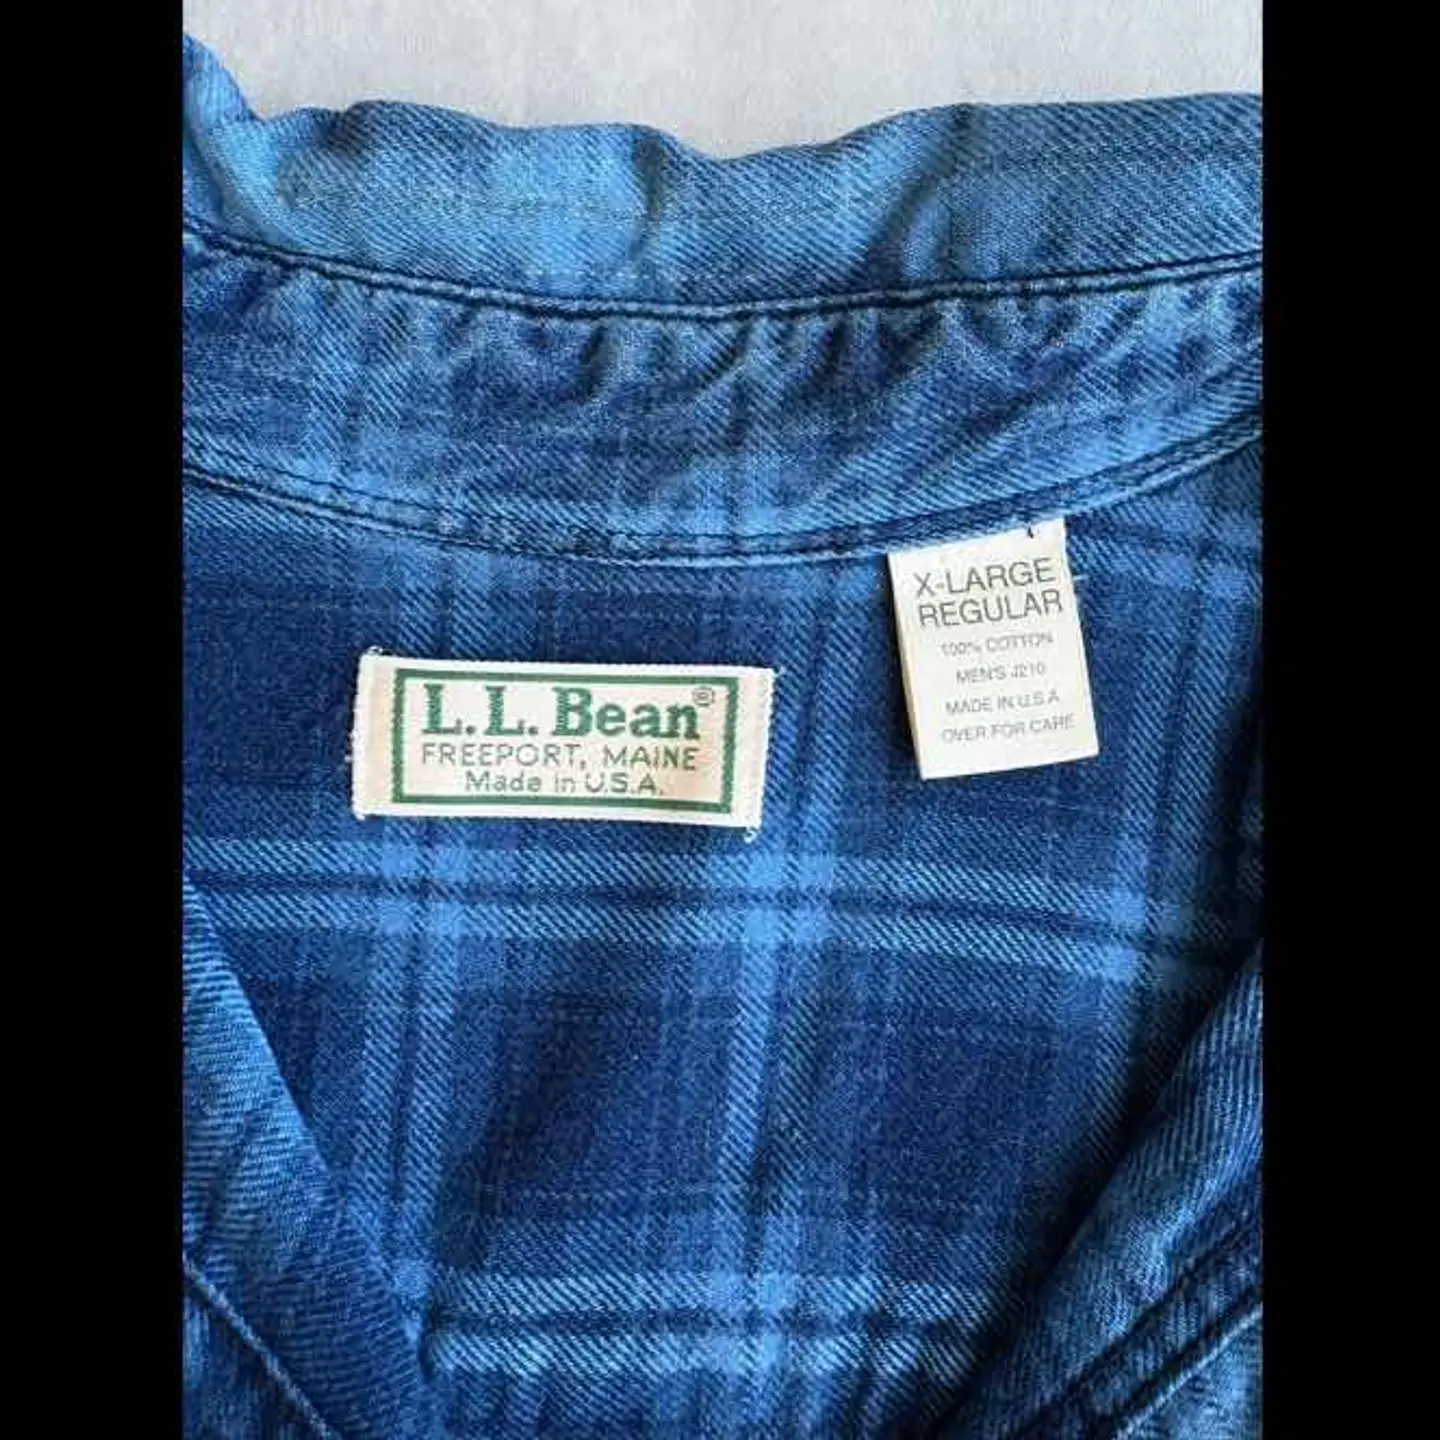 L.L.Bean®
FREEPORT, MAINE
Made in U.S.A.
X-LARGE
REGULAR
100% COTTON
MEN'S J210
MADE IN U.S.A
OVER FOR CARE